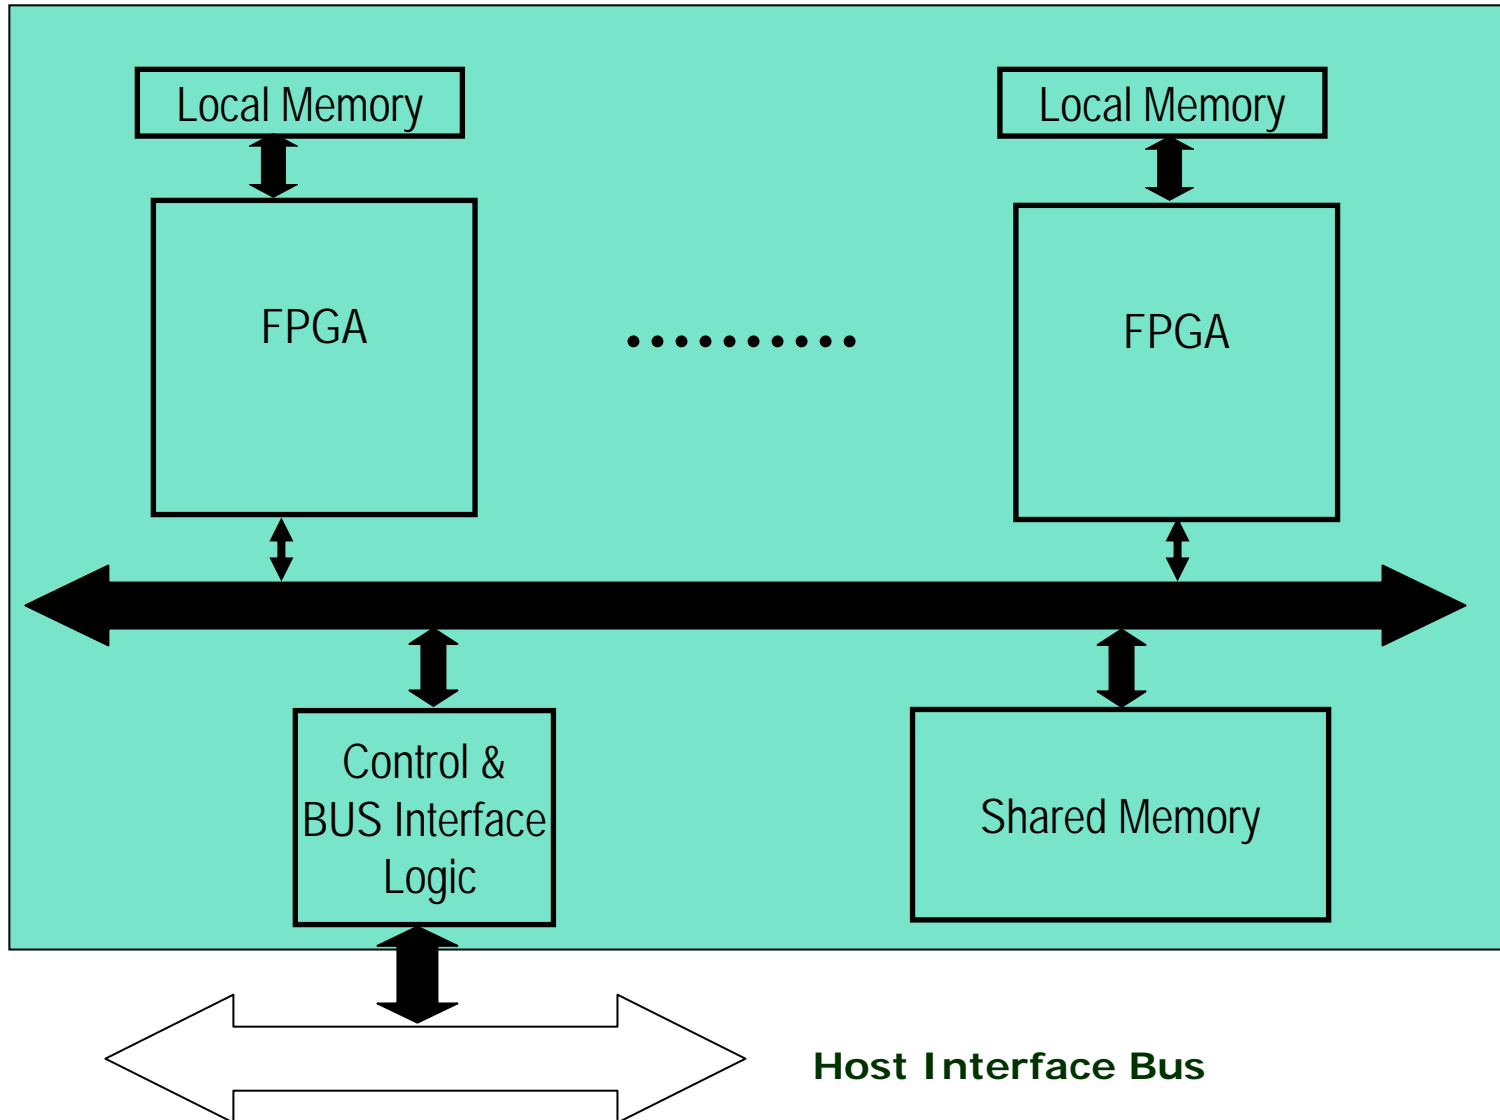 Local Memory
Local Memory
FPGA
FPGA
Control &
BUS Interface
Logic
Shared Memory
Host Interface Bus